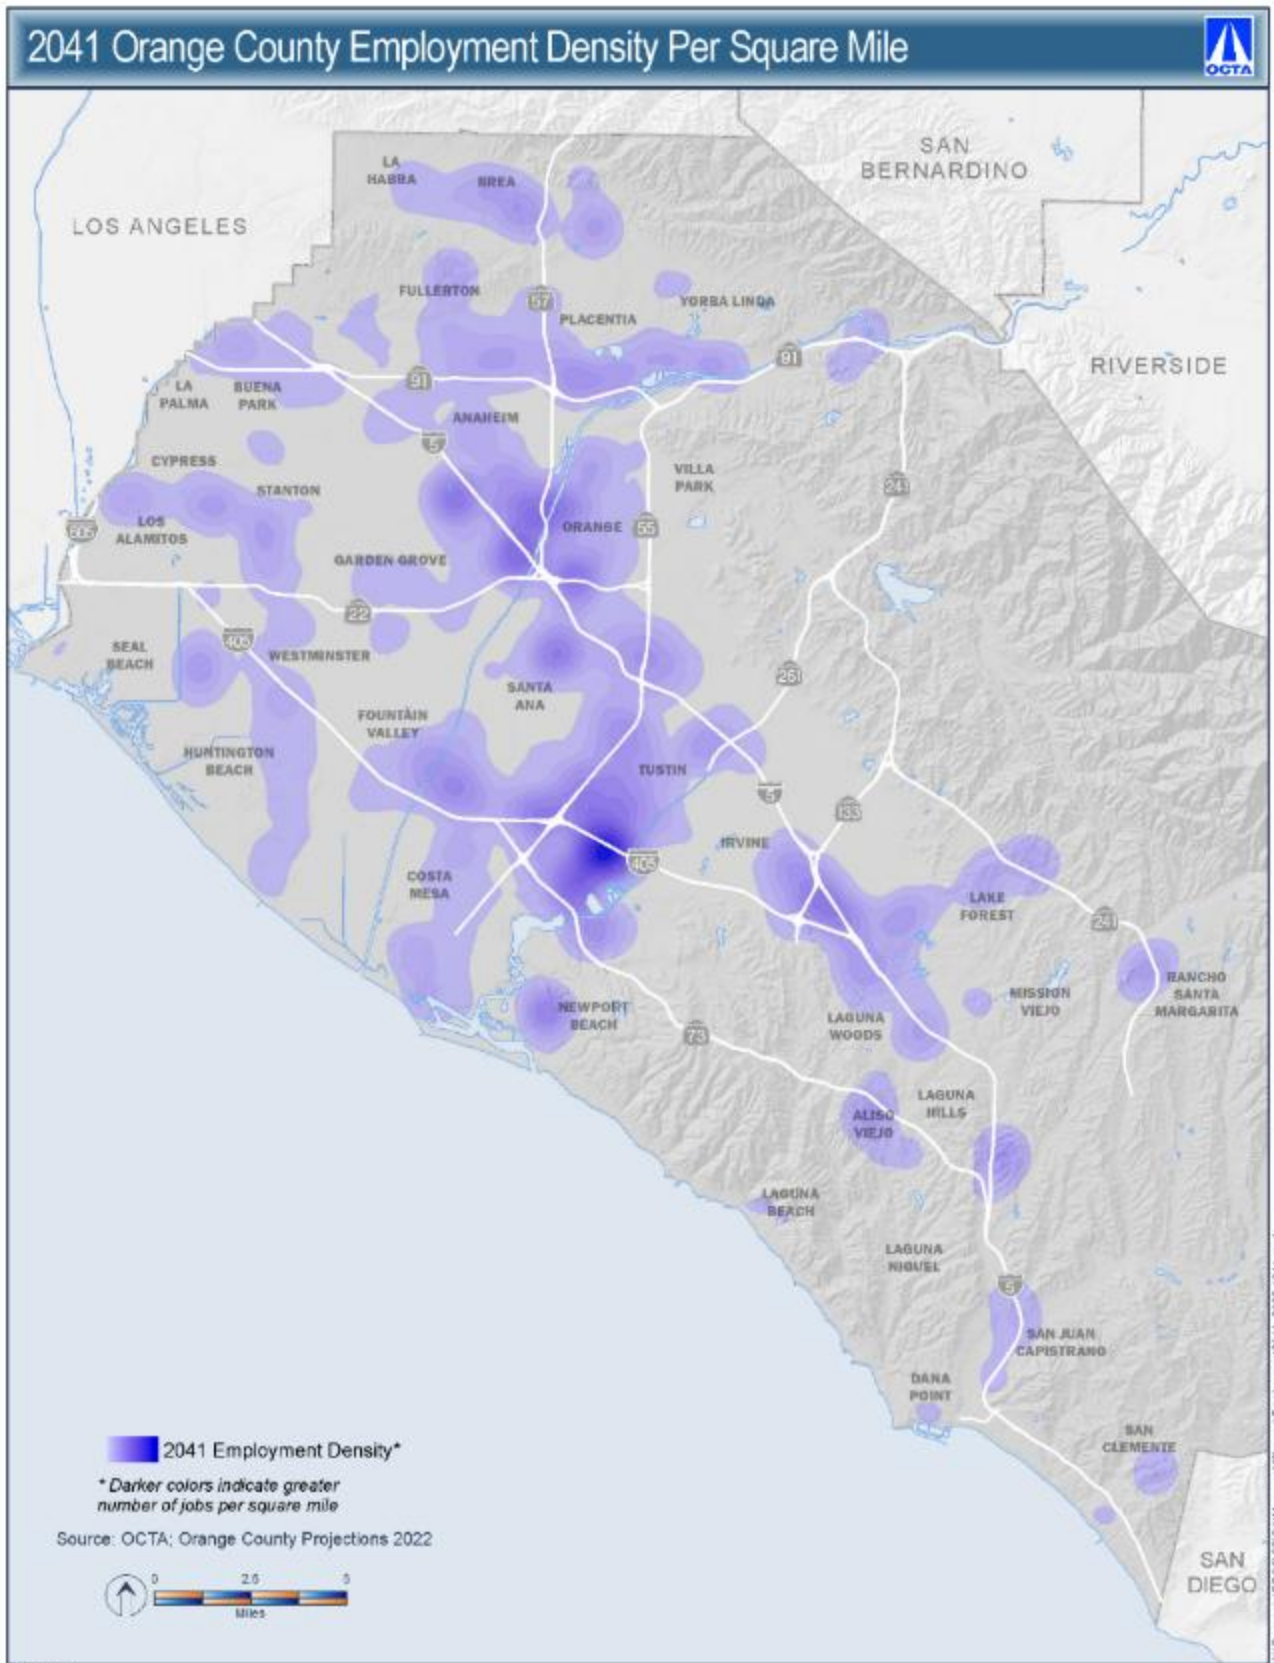 2041 Orange County Employment Density Per Square Mile
OCTA
SAN
BERNARDINO
LA
HABRA
BREA
LOS ANGELES
FULLERTON
57
YORBA LINDA
PLACENTIA
91
RIVERSIDE
91
LA
PALMA
BUENA
PARK
ANAHEIM
5
CYPRESS
VILLA
PARK
STANTON
241
LOS
ALAMITOS
605
ORANGE
55
GARDEN GROVE
22
405
SEAL
BEACH
WESTMINSTER
261
SANTA
ANA
FOUNTAIN
VALLEY
HUNTINGTON
BEACH
TUSTIN
5
133
IRVINE
405
COSTA
MESA
LAKE
FOREST
241
RANCHO
SANTA
MARGARITA
MISSION
VIEJO
NEWPORT
BEACH
LAGUNA
WOODS
73
LAGUNA
HILLS
ALISO
VIEJO
LAGUNA
BEACH
LAGUNA
NIGUEL
5
SAN JUAN
CAPISTRANO
DANA
POINT
SAN
CLEMENTE
2041 Employment Density*
* Darker colors indicate greater
number of jobs per square mile
Source: OCTA; Orange County Projections 2022
0 2.5 5
Miles
SAN
DIEGO